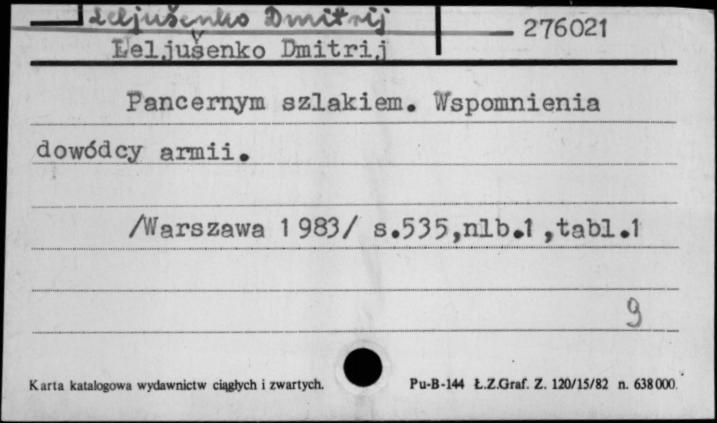 Leljušenko Dmitrij
276021
Leljušenko Dmitrij
Pancernym szlakiem. Wspomnienia
dowódcy armii.
/Warszawa 1983/ s.535,nlb.1,tabl.1
9
Karta katalogowa wydawnictw ciągłych i zwartych.
Pu-B-144 Ł.Z.Graf. Z. 120/15/82 n. 638000.